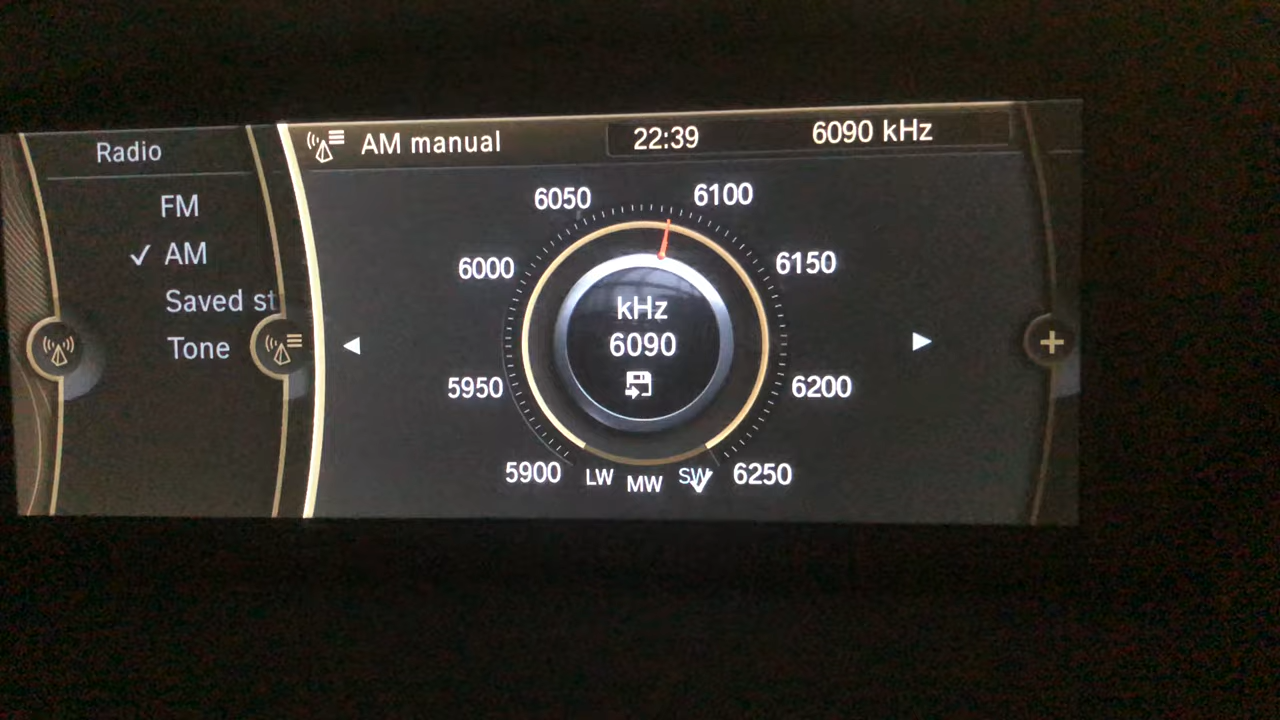 Radio
FM
AM
Saved st
Tone
AM manual
22:39
6090 kHz
6050
6100
6000
6150
kHz
6090
5950
6200
5900
LW
MW
SW
6250